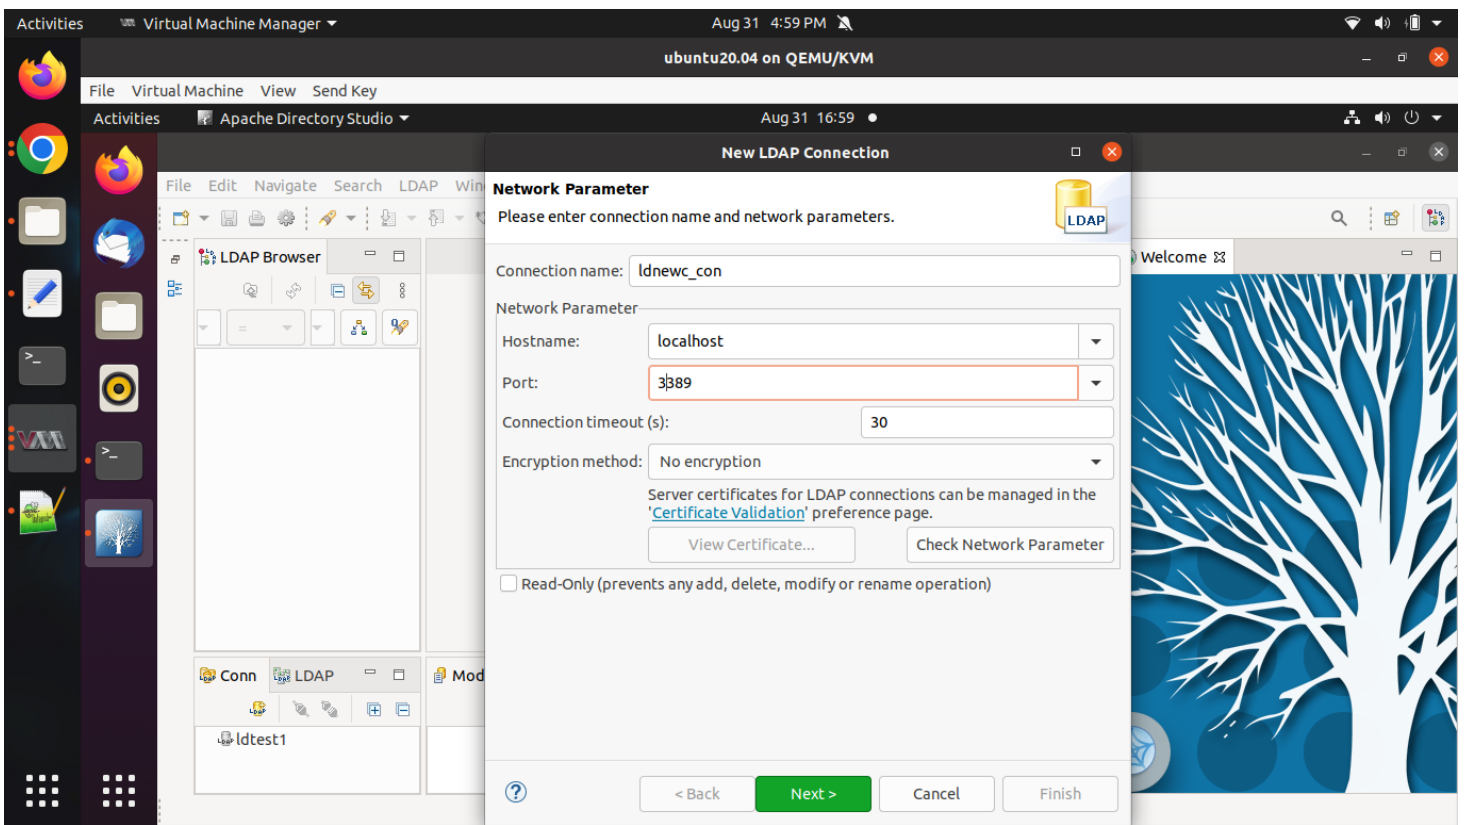 Activities Virtual Machine Manager Aug 31 4:59 PM
ubuntu20.04 on QEMU/KVM
File Virtual Machine View Send Key
Activities Apache Directory Studio Aug 31 16:59
New LDAP Connection
File Edit Navigate Search LDAP Win
Network Parameter
Please enter connection name and network parameters.
LDAP
LDAP Browser
Welcome
Connection name: ldnewc_con
Network Parameter
=
Hostname: localhost
Port: 3389
Connection timeout (s): 30
Encryption method: No encryption
Server certificates for LDAP connections can be managed in the
'Certificate Validation' preference page.
View Certificate... Check Network Parameter
Read-Only (prevents any add, delete, modify or rename operation)
Conn LDAP Mod
ldtest1
? < Back Next > Cancel Finish